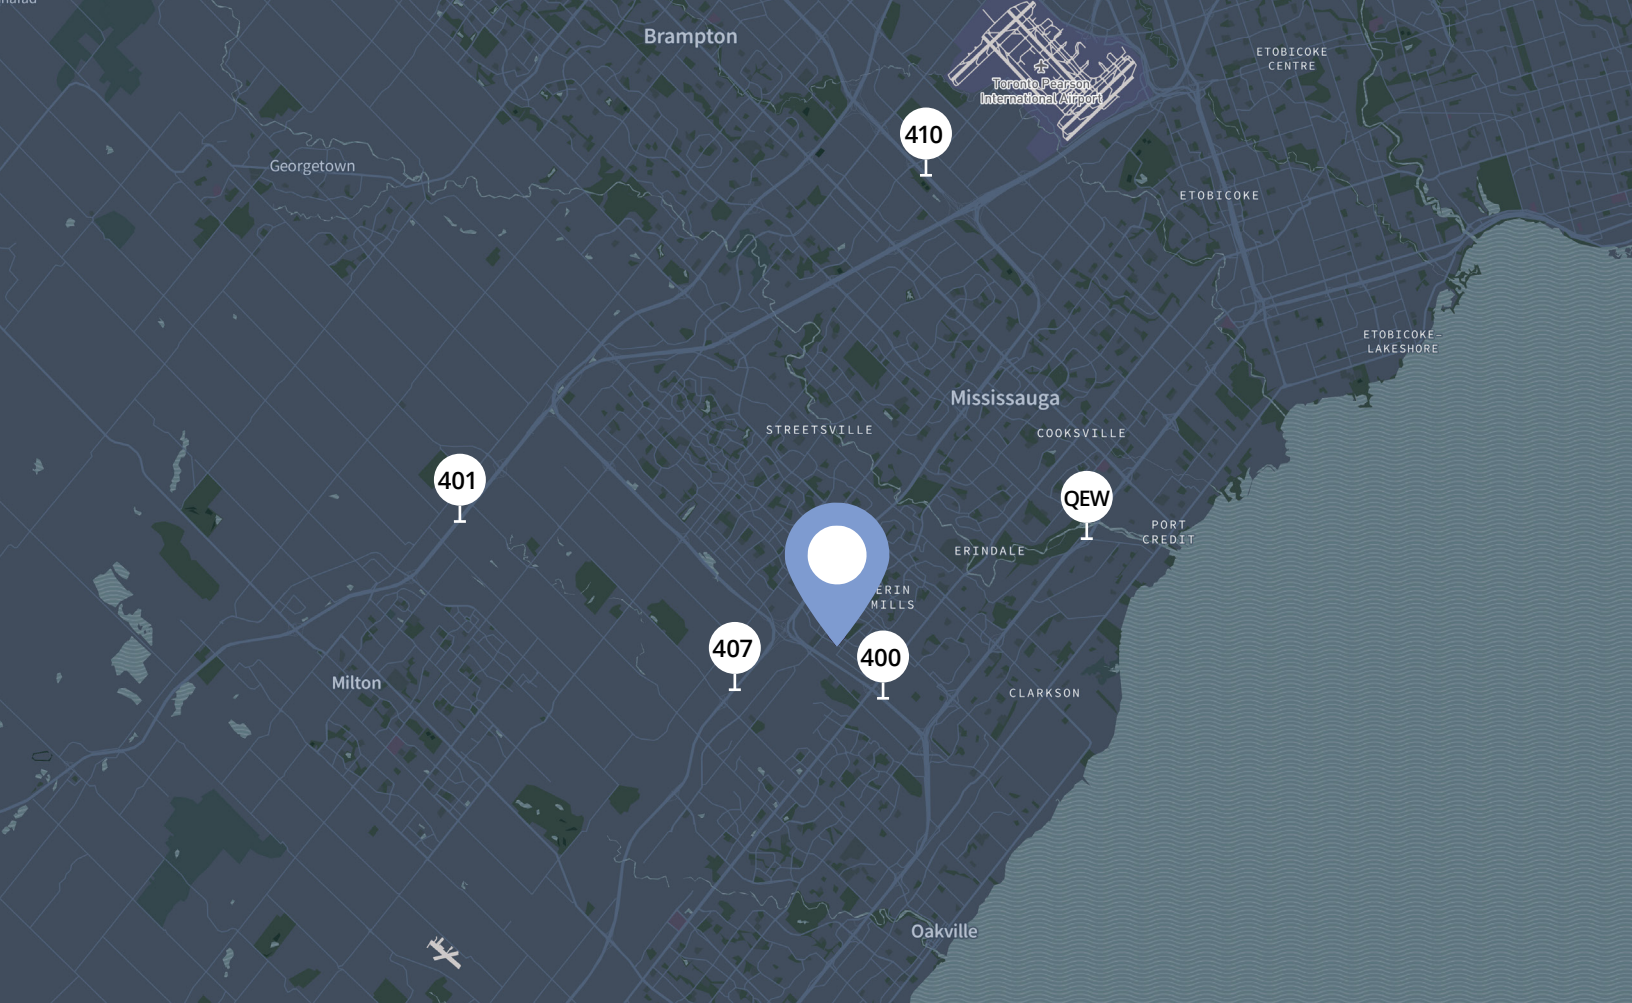 Brampton
ETOBICOKE
CENTRE
Toronto Pearson
International Airport
410
Georgetown
ETOBICOKE
ETOBICOKE-
LAKESHORE
Mississauga
STREETSVILLE
COOKSVILLE
401
QEW
PORT
CREDIT
ERINDALE
ERIN
MILLS
407
400
Milton
CLARKSON
Oakville